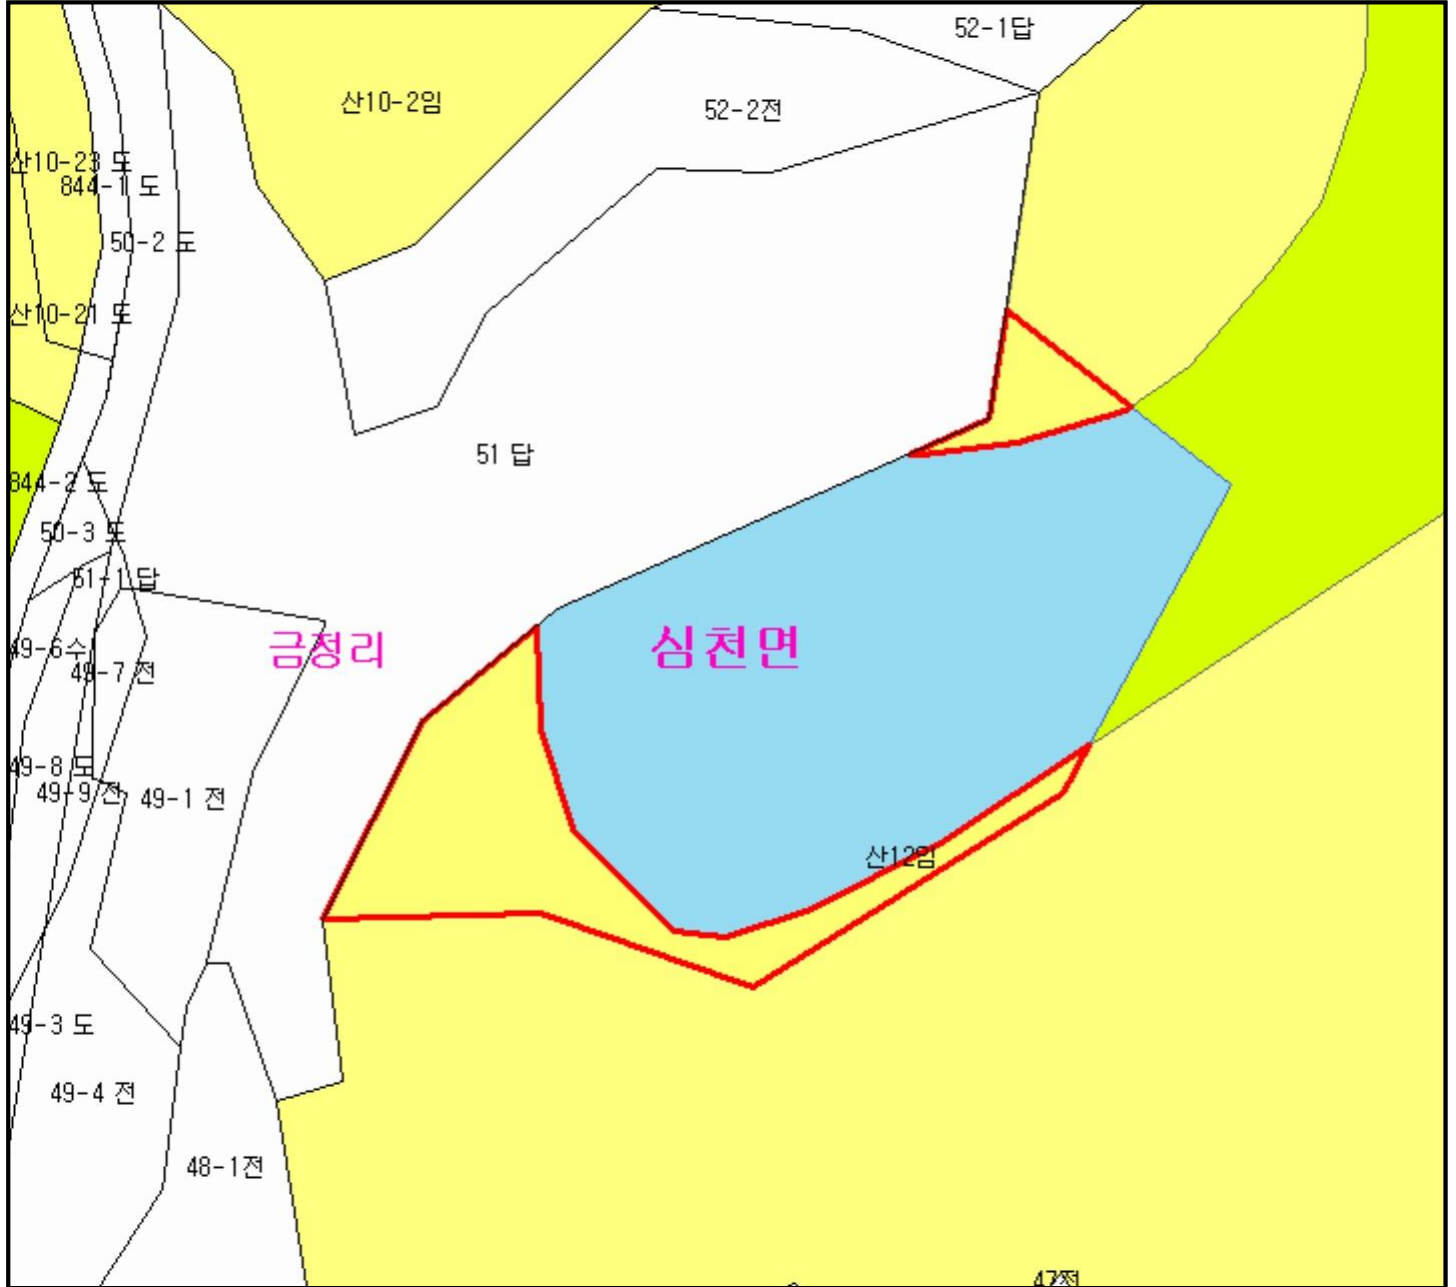 52-1답
산10-2임
52-2전
산10-23 도
844-1 도
50-2 도
산10-21 도
51 답
844-2 도
50-3 도
51-1 답
금정리
심천면
49-6수
49-7 전
49-8 도
49-9 전
49-1 전
산12임
49-3 도
49-4 전
48-1전
47전